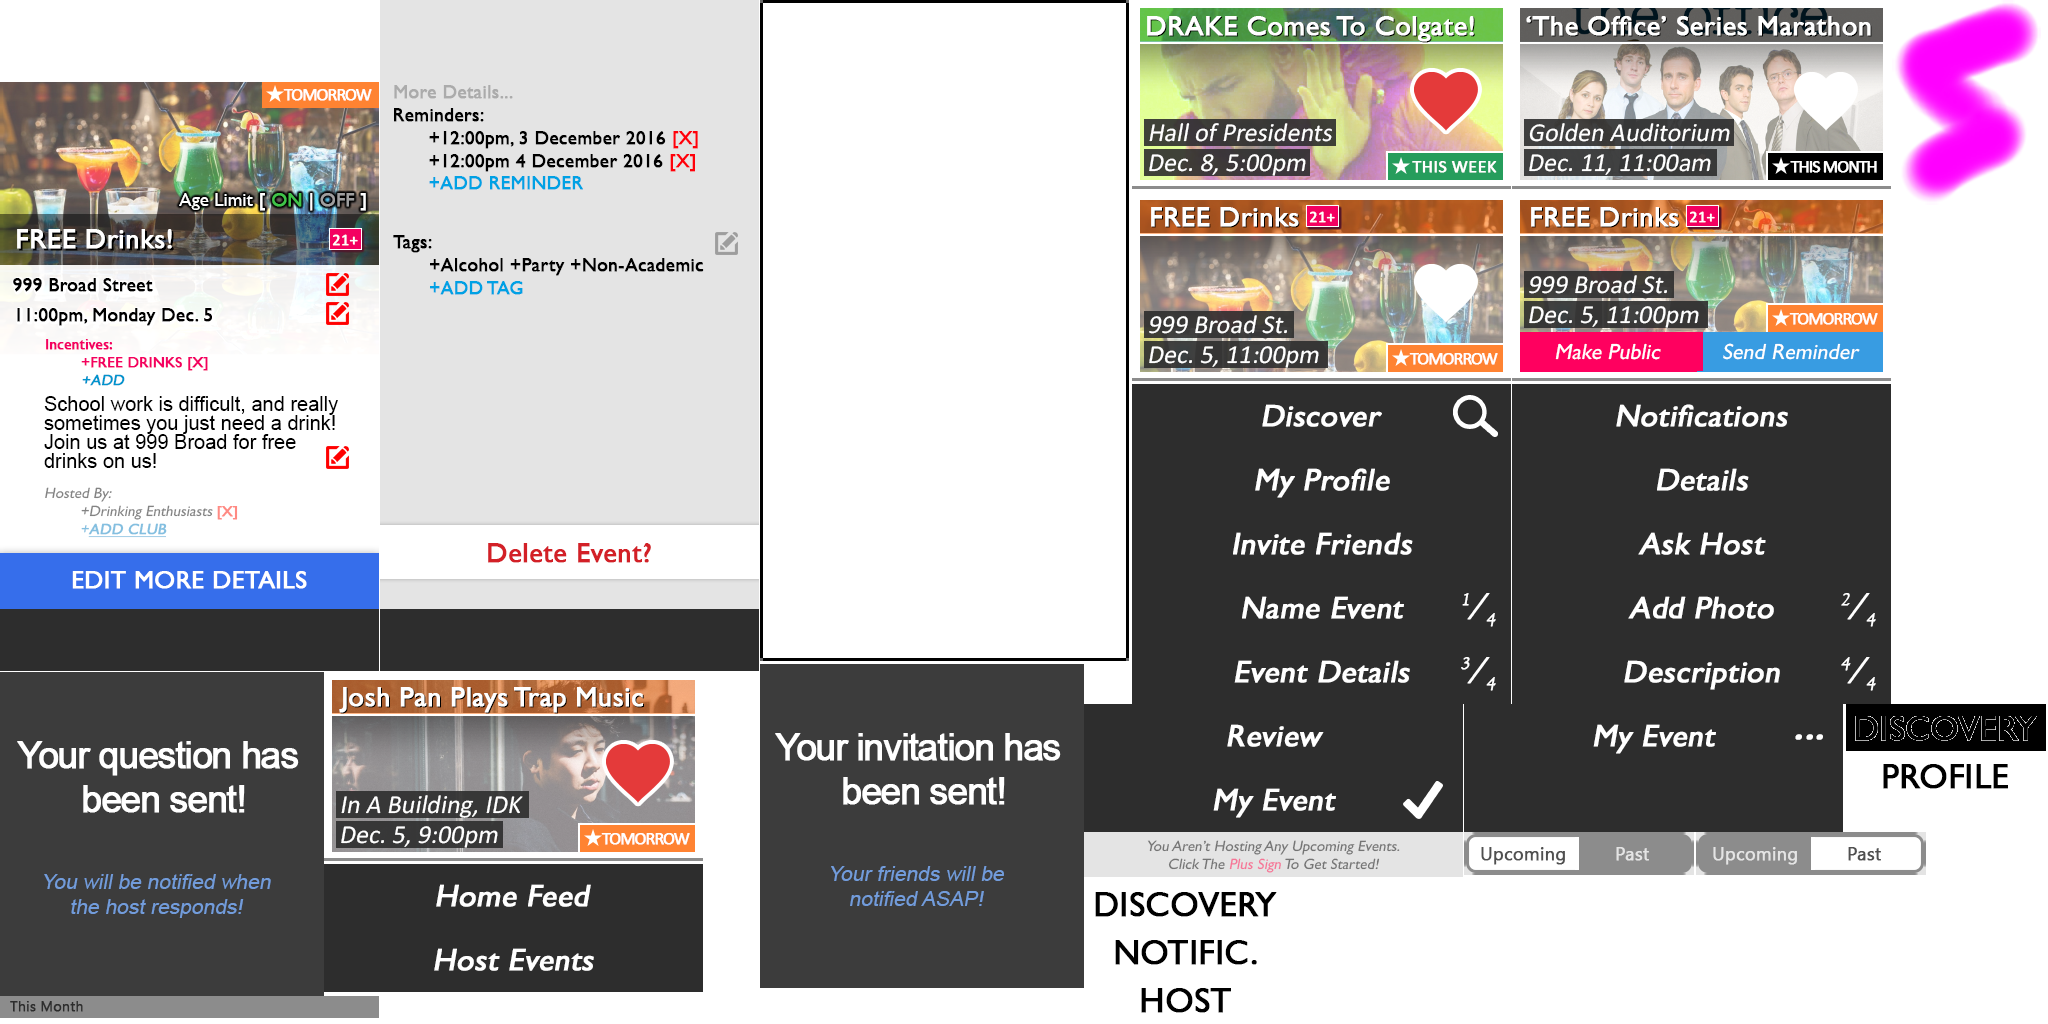 ★TOMORROW
Age Limit [ ON | OFF ]
FREE Drinks!
21+
999 Broad Street
11:00pm, Monday Dec. 5
Incentives:
+FREE DRINKS [X]
+ADD
School work is difficult, and really
sometimes you just need a drink!
Join us at 999 Broad for free
drinks on us!
Hosted By:
+Drinking Enthusiasts [X]
+ADD CLUB
EDIT MORE DETAILS
More Details...
Reminders:
+12:00pm, 3 December 2016 [X]
+12:00pm 4 December 2016 [X]
+ADD REMINDER
Tags:
+Alcohol +Party +Non-Academic
+ADD TAG
Delete Event?
DRAKE Comes To Colgate!
Hall of Presidents
Dec. 8, 5:00pm
★THIS WEEK
the office
'The Office' Series Marathon
Golden Auditorium
Dec. 11, 11:00am
★THIS MONTH
FREE Drinks 21+
999 Broad St.
Dec. 5, 11:00pm
★TOMORROW
FREE Drinks 21+
999 Broad St.
Dec. 5, 11:00pm
★TOMORROW
Make Public
Send Reminder
Discover
Notifications
My Profile
Details
Invite Friends
Ask Host
Name Event 1/4
Add Photo 2/4
Event Details 3/4
Description 4/4
Review
My Event ...
My Event
DISCOVERY
PROFILE
You Aren't Hosting Any Upcoming Events.
Click The Plus Sign To Get Started!
Upcoming Past
Upcoming Past
DISCOVERY
NOTIFIC.
HOST
Your question has
been sent!
You will be notified when
the host responds!
This Month
Josh Pan Plays Trap Music
In A Building, IDK
Dec. 5, 9:00pm
★TOMORROW
Home Feed
Host Events
Your invitation has
been sent!
Your friends will be
notified ASAP!